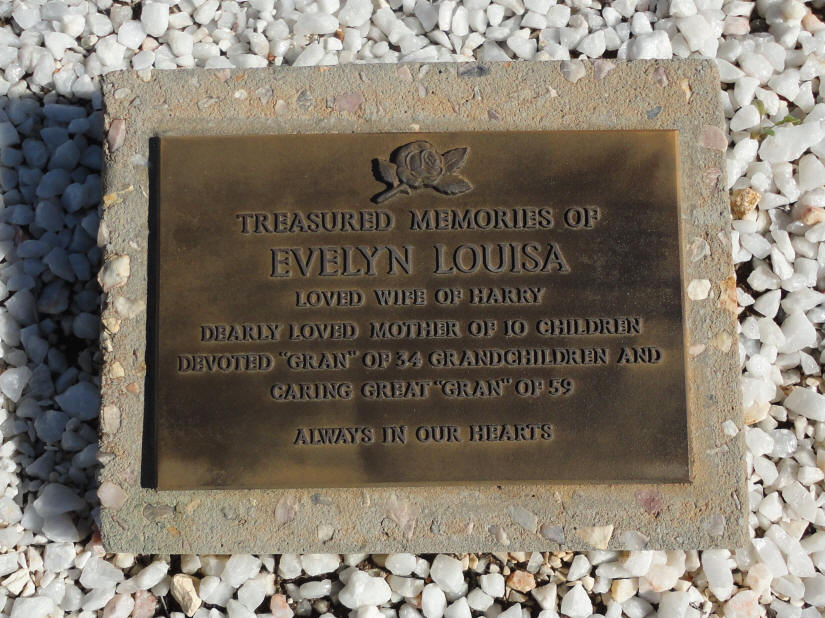 TREASURED MEMORIES OF
EVELYN LOUISA
LOVED WIFE OF HARRY
DEARLY LOVED MOTHER OF 10 CHILDREN
DEVOTED "GRAN" OF 34 GRANDCHILDREN AND
CARING GREAT "GRAN" OF 59
ALWAYS IN OUR HEARTS